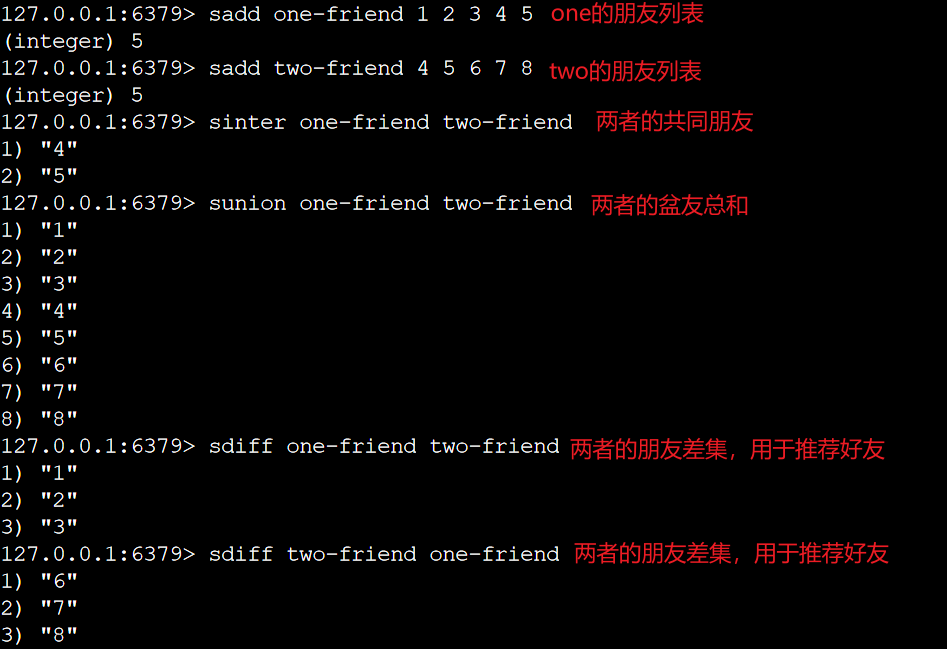 127.0.0.1:6379> sadd one-friend 1 2 3 4 5 one的朋友列表
(integer) 5
127.0.0.1:6379> sadd two-friend 4 5 6 7 8 two的朋友列表
(integer) 5
127.0.0.1:6379> sinter one-friend two-friend 两者的共同朋友
1) "4"
2) "5"
127.0.0.1:6379> sunion one-friend two-friend 两者的盆友总和
1) "1"
2) "2"
3) "3"
4) "4"
5) "5"
6) "6"
7) "7"
8) "8"
127.0.0.1:6379> sdiff one-friend two-friend 两者的朋友差集，用于推荐好友
1) "1"
2) "2"
3) "3"
127.0.0.1:6379> sdiff two-friend one-friend 两者的朋友差集，用于推荐好友
1) "6"
2) "7"
3) "8"